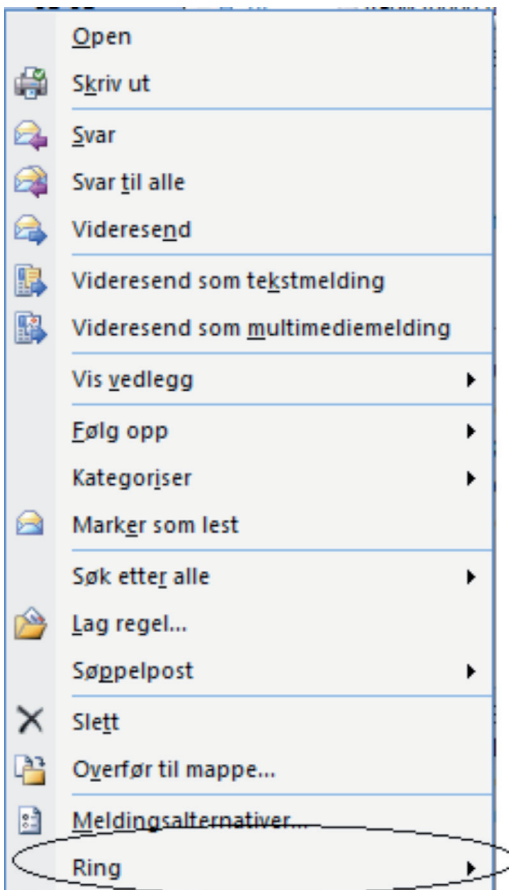 Open
Skriv ut
Svar
Svar til alle
Videresend
Videresend som tekstmelding
Videresend som multimediemelding
Vis vedlegg
Følg opp
Kategoriser
Marker som lest
Søk etter alle
Lag regel...
Søppelpost
Slett
Overfør til mappe...
Meldingsalternativer...
Ring